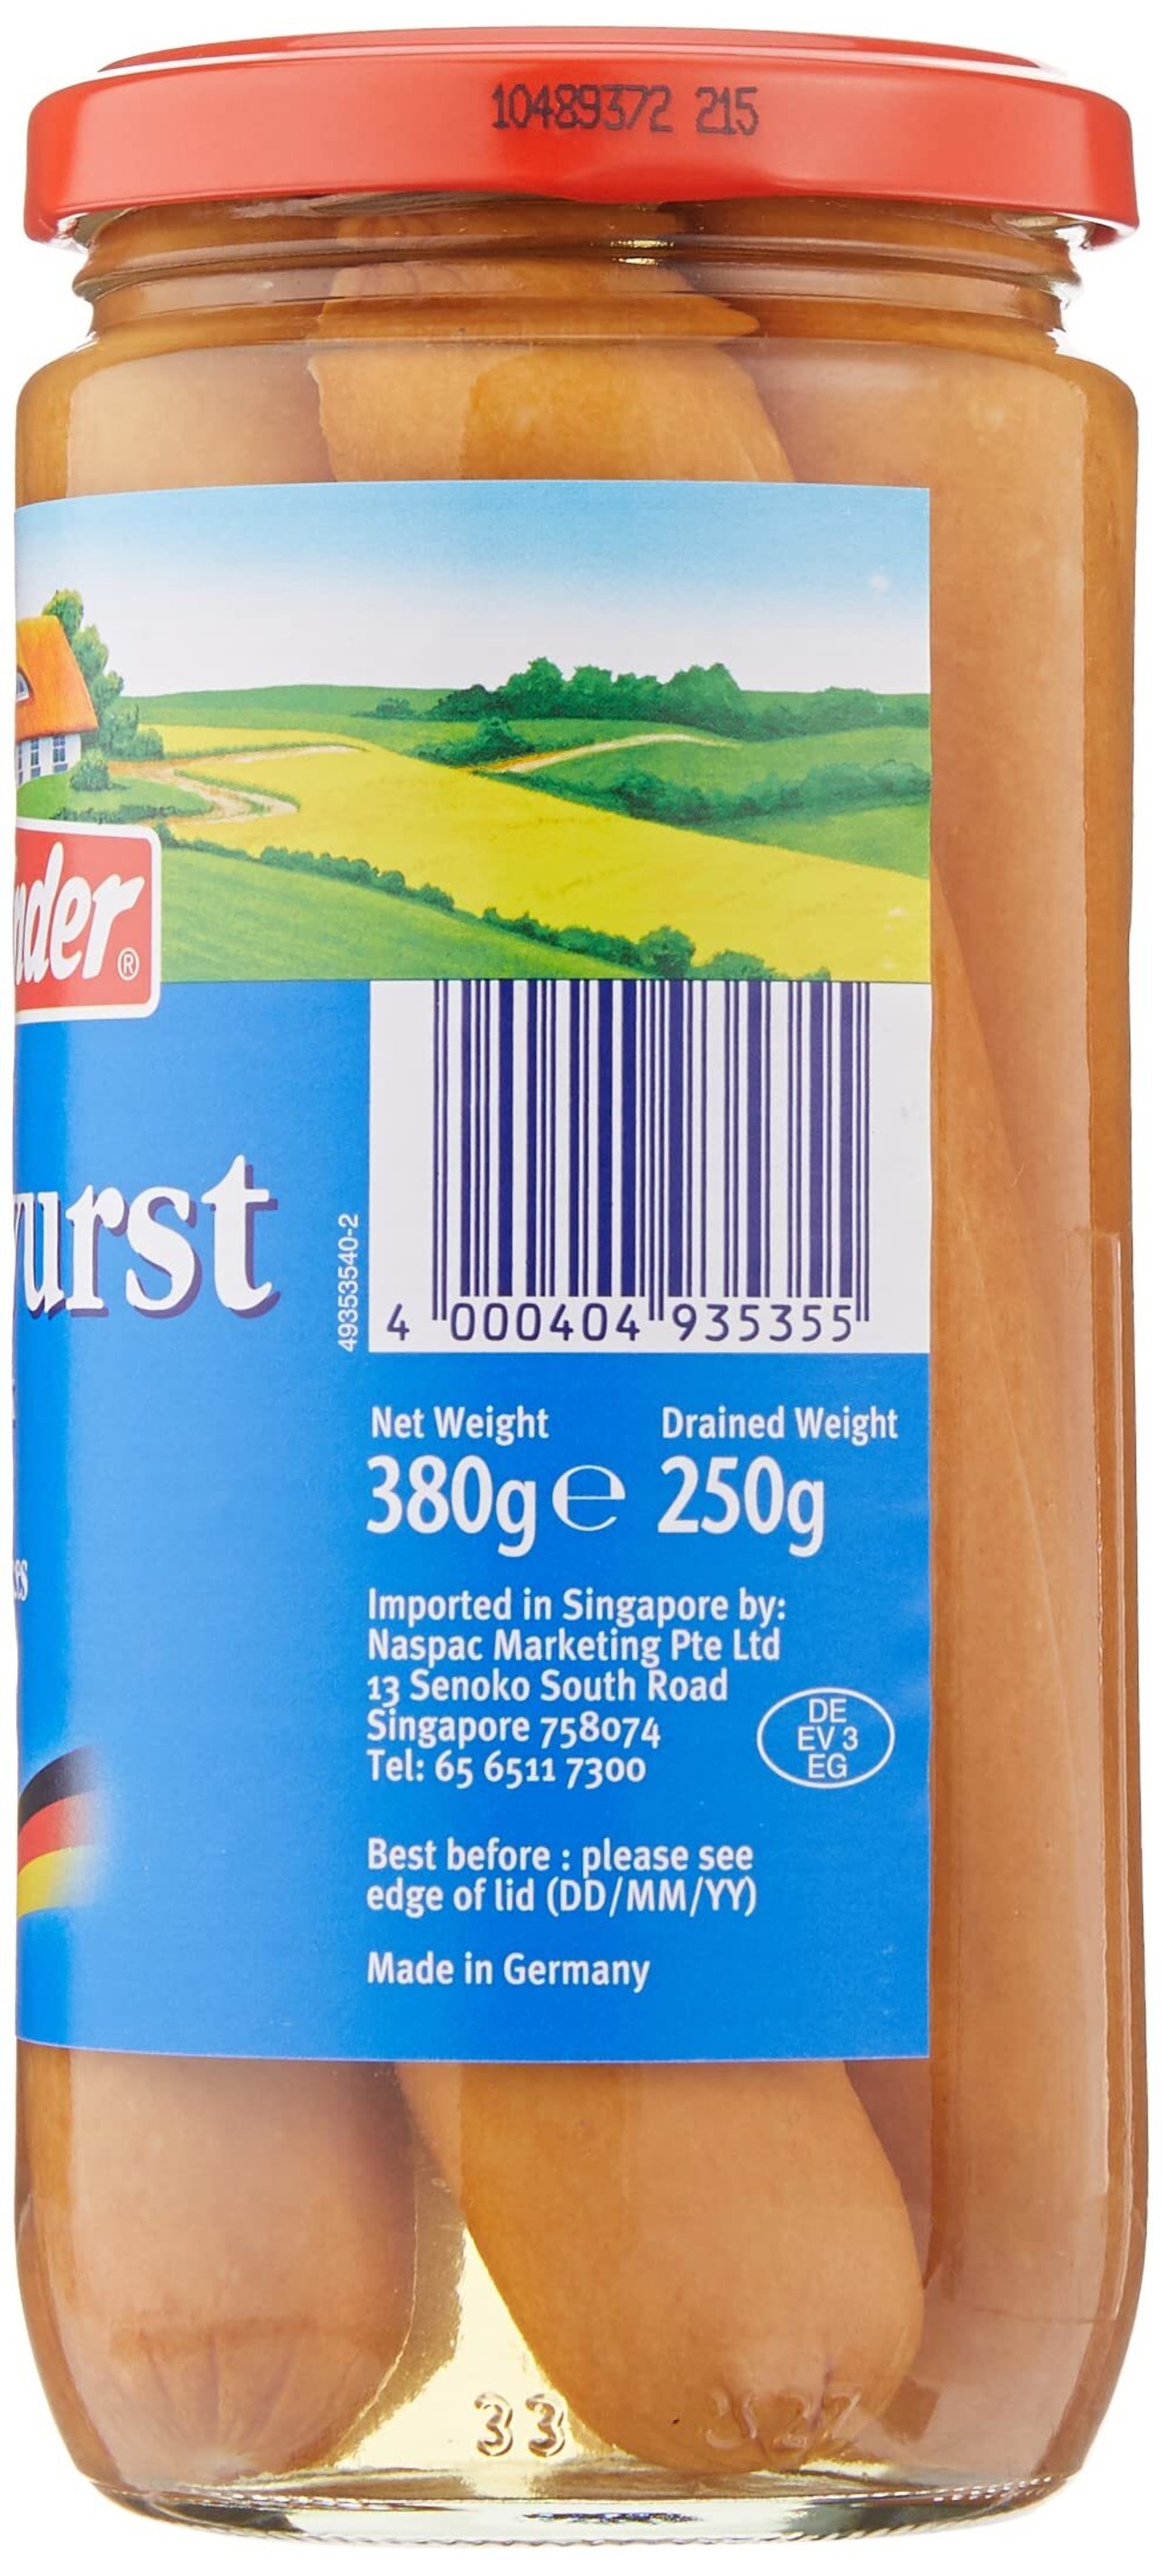 10489372 215
nder®
urst
49353540-2
4 000404 935355
Net Weight Drained Weight
380g e 250g
Imported in Singapore by:
Naspac Marketing Pte Ltd
13 Senoko South Road
Singapore 758074
Tel: 65 6511 7300
DE
EV 3
EG
Best before : please see
edge of lid (DD/MM/YY)
Made in Germany
33